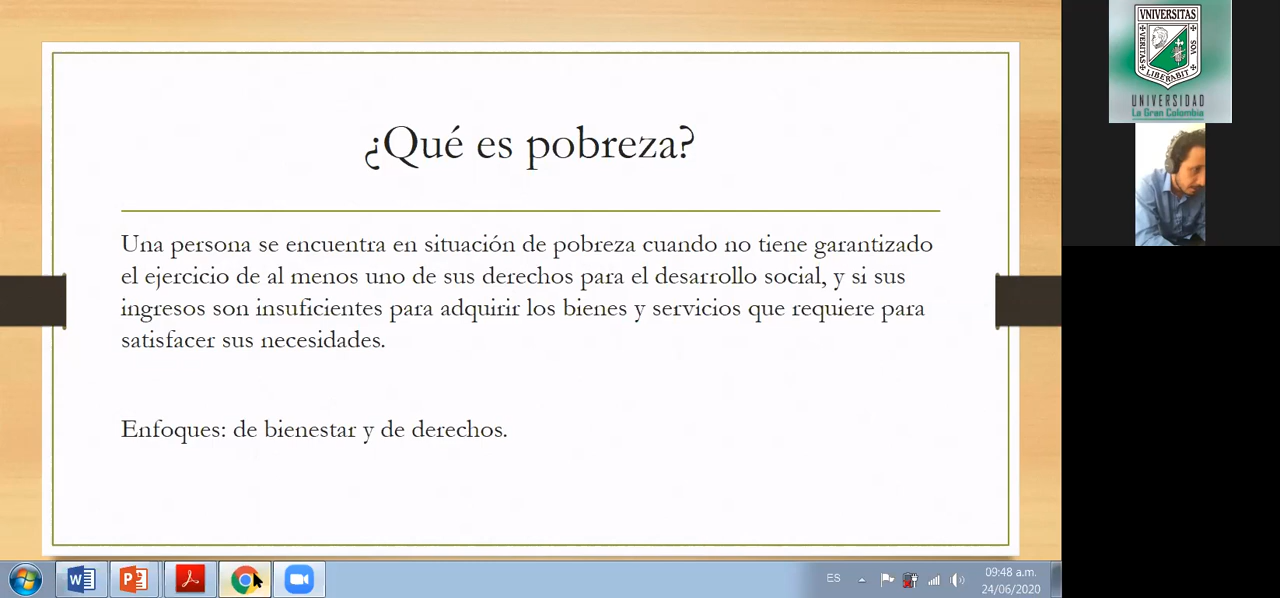 ¿Qué es pobreza?
Una persona se encuentra en situación de pobreza cuando no tiene garantizado
el ejercicio de al menos uno de sus derechos para el desarrollo social, y si sus
ingresos son insuficientes para adquirir los bienes y servicios que requiere para
satisfacer sus necesidades.
Enfoques: de bienestar y de derechos.
VNIVERSITAS
VERITAS
LIBERABIT
VOS
UNIVERSIDAD
La Gran Colombia
W
P
ES
09:48 a.m.
24/06/2020